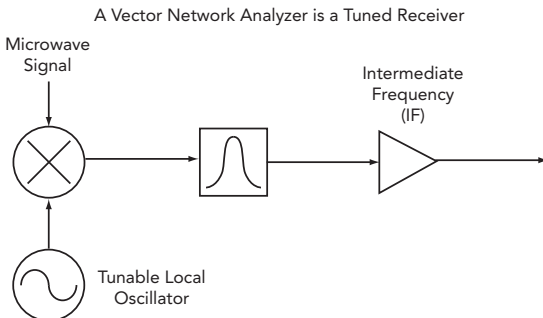 A Vector Network Analyzer is a Tuned Receiver
Microwave
Signal
Intermediate
Frequency
(IF)
Tunable Local
Oscillator